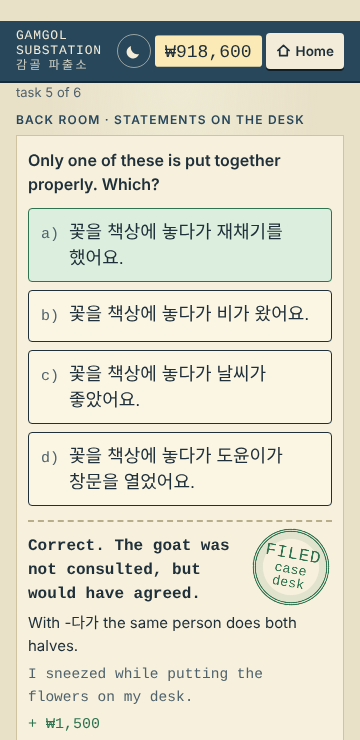 GAMGOL
SUBSTATION
감골 파출소
₩918,600
Home
task 5 of 6
BACK ROOM · STATEMENTS ON THE DESK
Only one of these is put together
properly. Which?
a) 꽃을 책상에 놓다가 재채기를
했어요.
b) 꽃을 책상에 놓다가 비가 왔어요.
c) 꽃을 책상에 놓다가 날씨가
좋았어요.
d) 꽃을 책상에 놓다가 도윤이가
창문을 열었어요.
Correct. The goat was
not consulted, but
would have agreed.
FILED
case
desk
With -다가 the same person does both
halves.
I sneezed while putting the
flowers on my desk.
+ ₩1,500